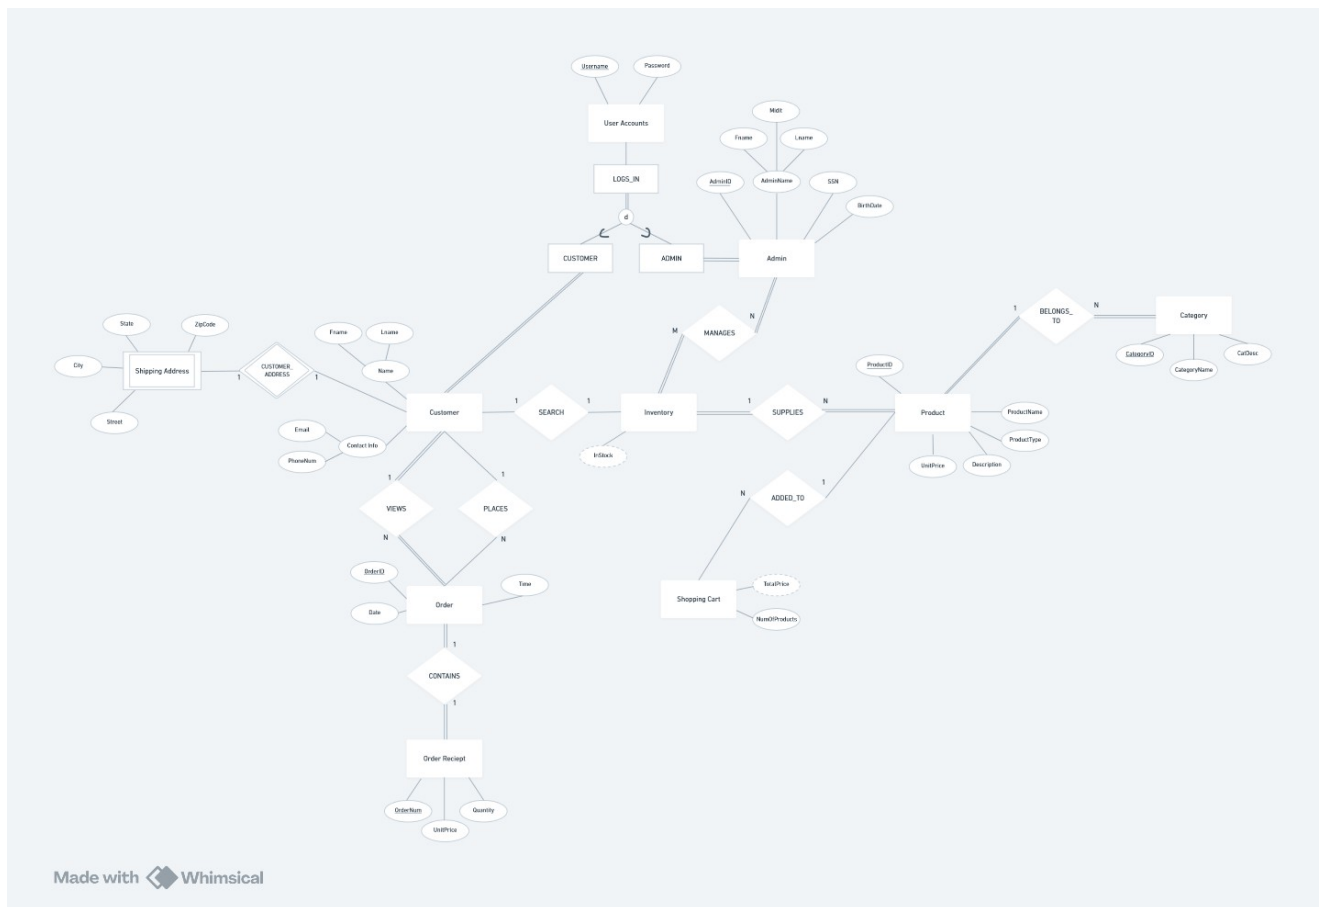 Username
Password
User Accounts
LOGS_IN
d
CUSTOMER
ADMIN
Midit
Fname
Lname
AdminID
AdminName
SSN
BirthDate
Admin
N
MANAGES
M
State
ZipCode
City
Shipping Address
Street
1
CUSTOMER_
ADDRESS
1
Fname
Lname
Name
Customer
Email
Contact Info
PhoneNum
1
SEARCH
1
Inventory
InStock
1
SUPPLIES
N
ProductID
Product
ProductName
ProductType
Description
UnitPrice
1
BELONGS_
TO
N
Category
CategoryID
CategoryName
CatDesc
1
ADDED_TO
N
Shopping Cart
TotalPrice
NumOfProducts
1
VIEWS
N
1
PLACES
N
OrderID
Date
Time
Order
1
CONTAINS
1
Order Reciept
OrderNum
UnitPrice
Quantity
Made with Whimsical